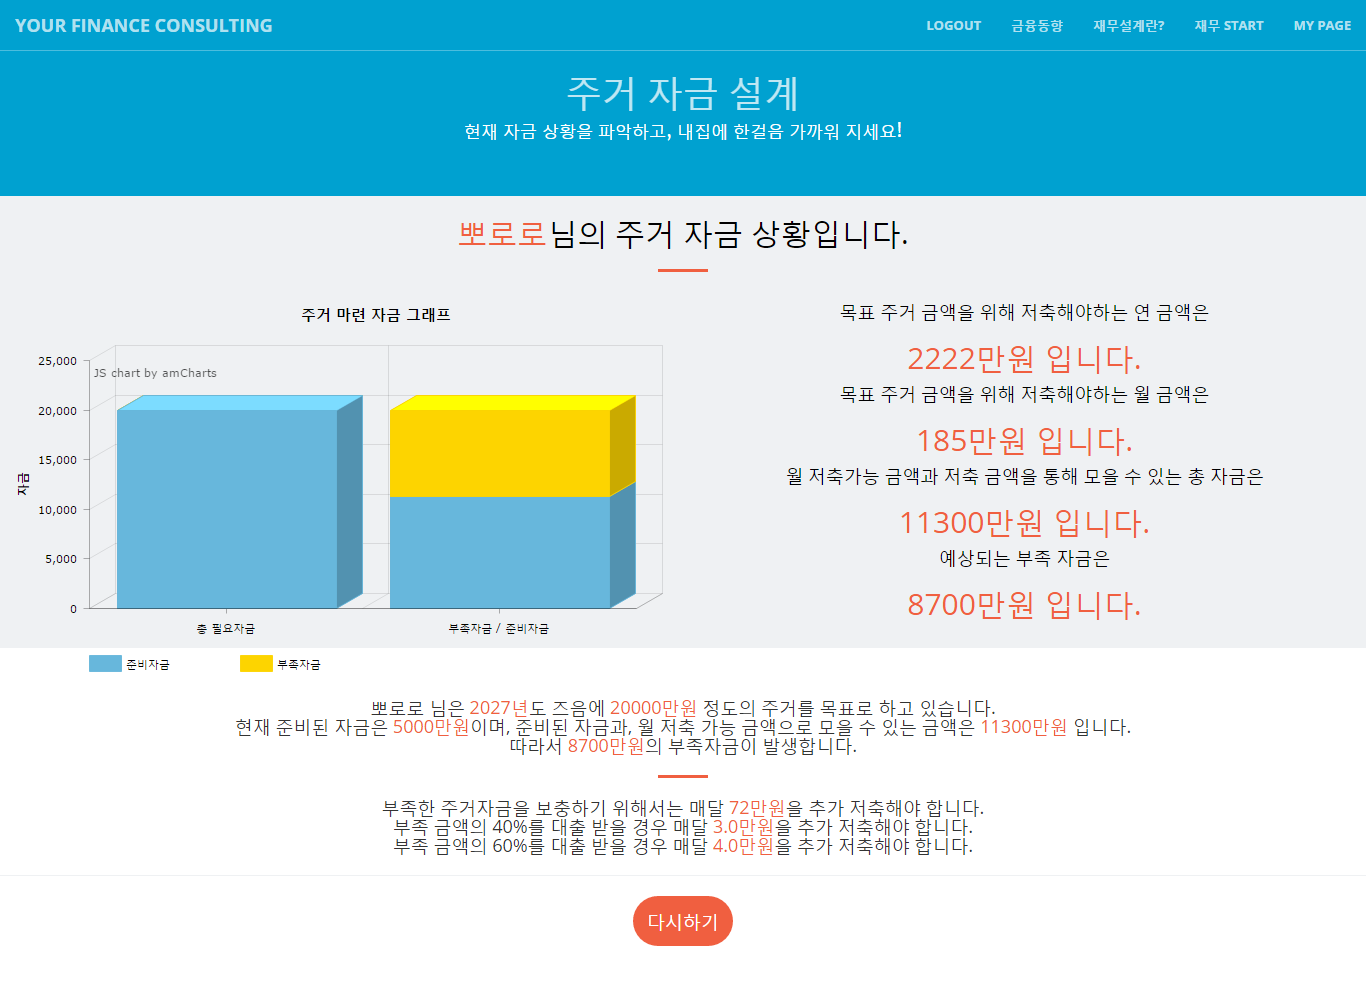 YOUR FINANCE CONSULTING
LOGOUT 금융동향 재무설계란? 재무 START MY PAGE
주거 자금 설계
현재 자금 상황을 파악하고, 내집에 한걸음 가까워 지세요!
뽀로로님의 주거 자금 상황입니다.
주거 마련 자금 그래프
JS chart by amCharts
25,000
20,000
15,000
10,000
5,000
0
자금
총 필요자금
부족자금 / 준비자금
준비자금
부족자금
목표 주거 금액을 위해 저축해야하는 연 금액은
2222만원 입니다.
목표 주거 금액을 위해 저축해야하는 월 금액은
185만원 입니다.
월 저축가능 금액과 저축 금액을 통해 모을 수 있는 총 자금은
11300만원 입니다.
예상되는 부족 자금은
8700만원 입니다.
뽀로로 님은 2027년도 즈음에 20000만원 정도의 주거를 목표로 하고 있습니다.
현재 준비된 자금은 5000만원이며, 준비된 자금과, 월 저축 가능 금액으로 모을 수 있는 금액은 11300만원 입니다.
따라서 8700만원의 부족자금이 발생합니다.
부족한 주거자금을 보충하기 위해서는 매달 72만원을 추가 저축해야 합니다.
부족 금액의 40%를 대출 받을 경우 매달 3.0만원을 추가 저축해야 합니다.
부족 금액의 60%를 대출 받을 경우 매달 4.0만원을 추가 저축해야 합니다.
다시하기